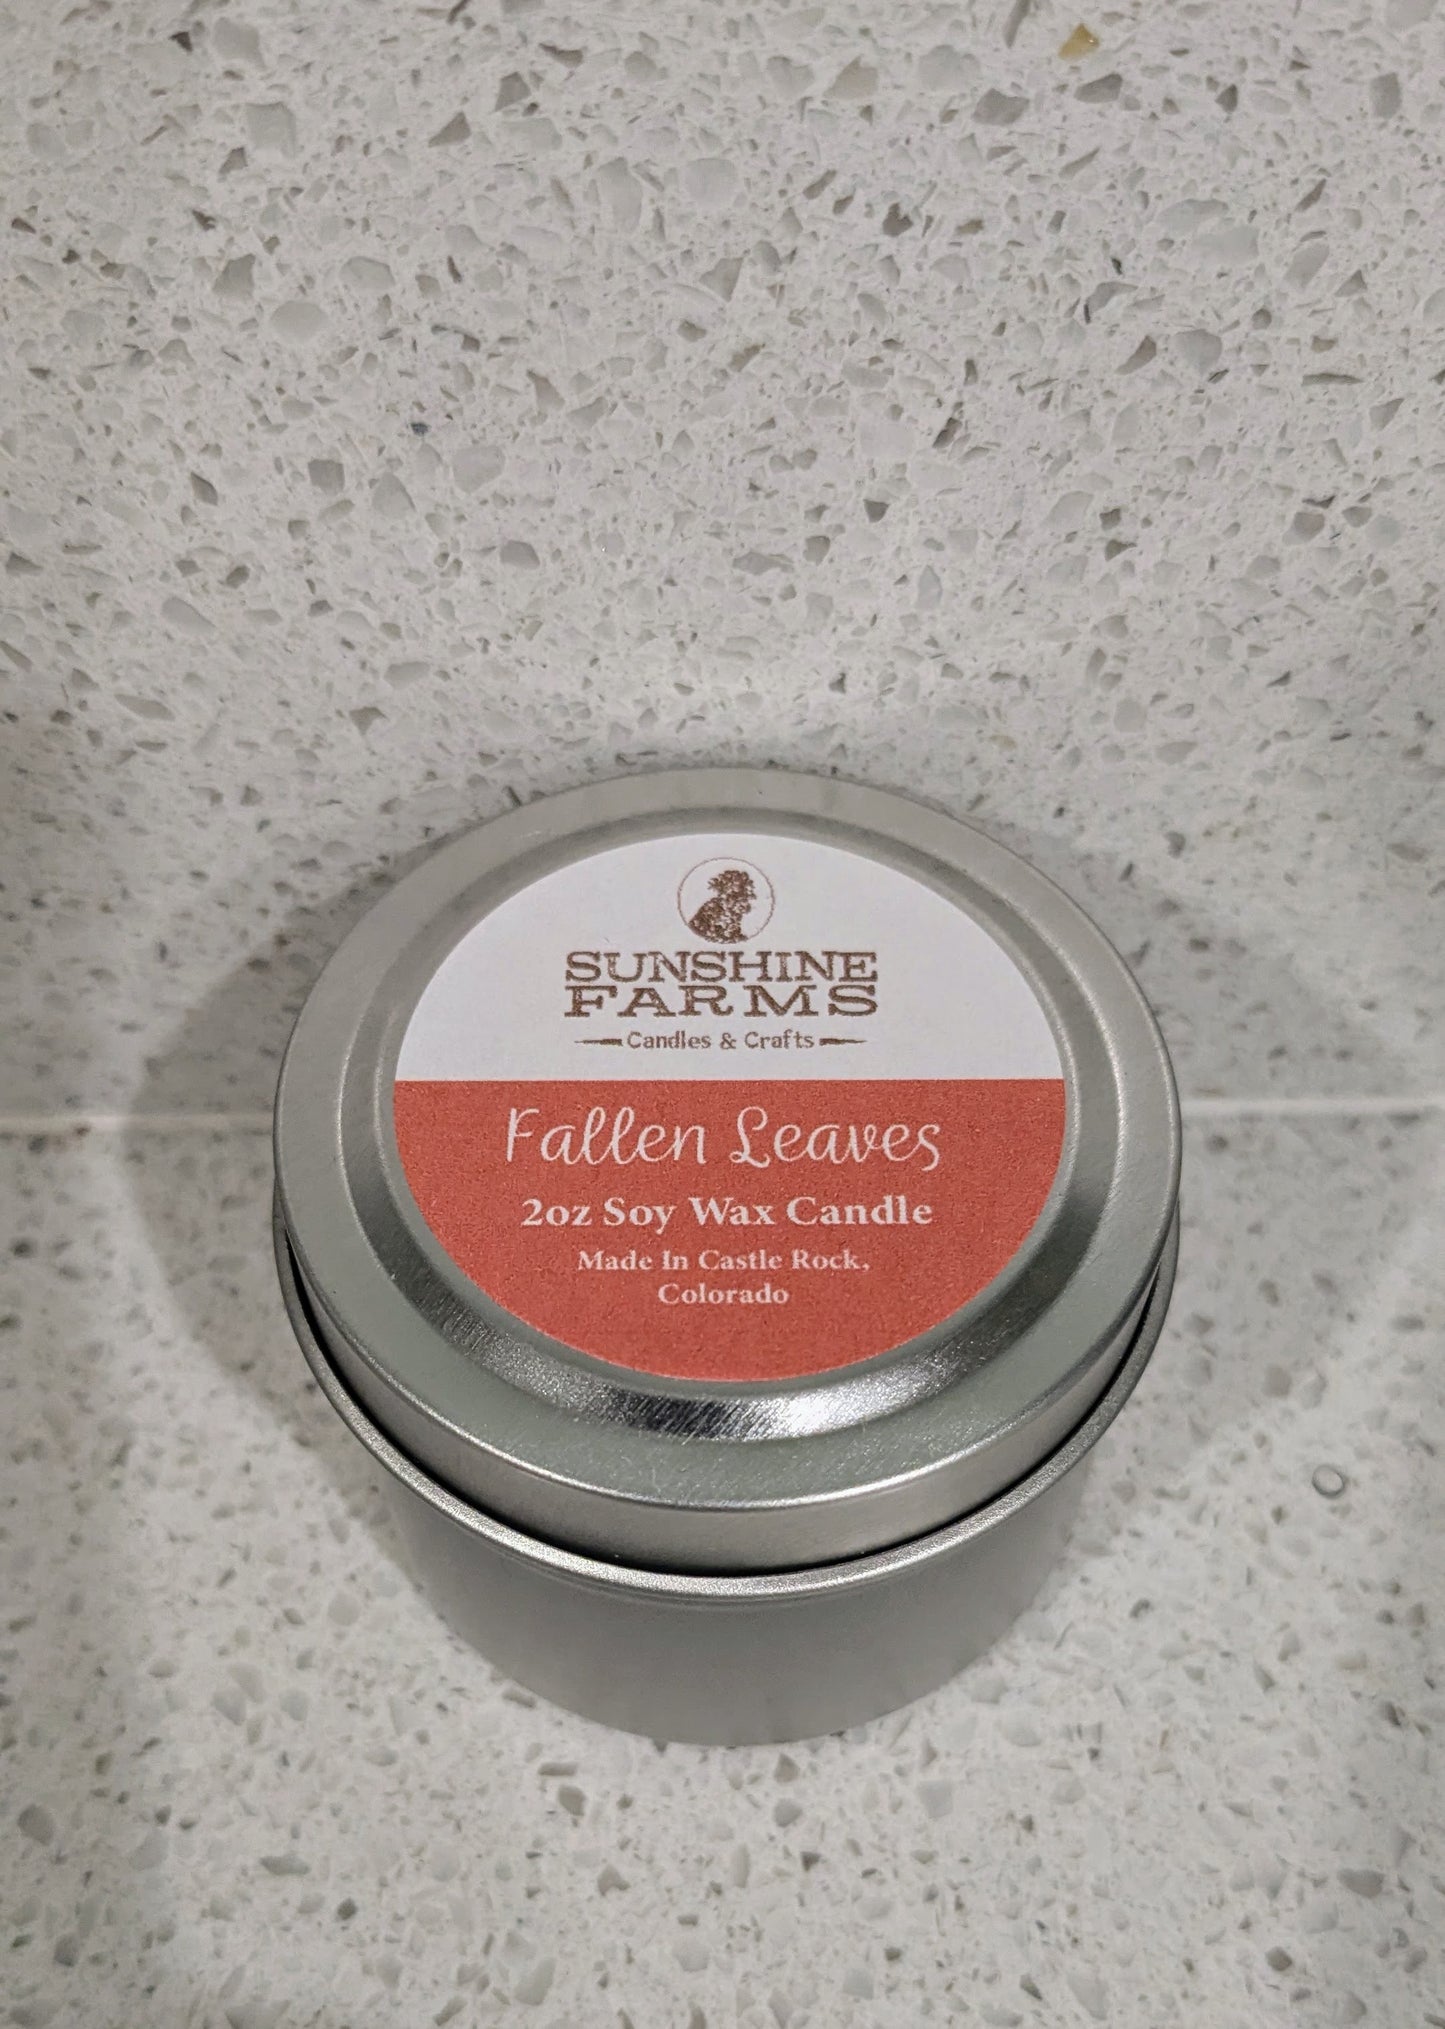 SUNSHINE
FARMS
Candles & Crafts
Fallen Leaves
2oz Soy Wax Candle
Made In Castle Rock,
Colorado